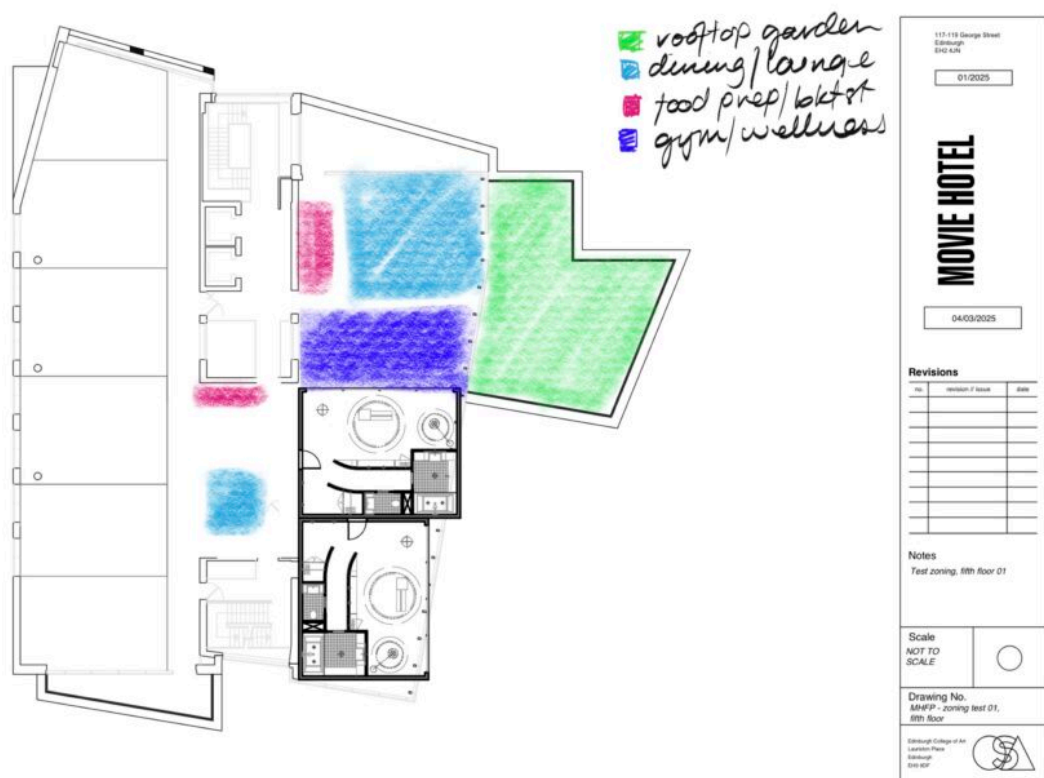 rooftop garden
dining/lounge
food prep/bkfst
gym/wellness
117-119 George Street
Edinburgh
EH2 4JN
01/2025
MOVIE HOTEL
04/03/2025
Revisions
no. revision // issue date
Notes
Test zoning, fifth floor 01
Scale
NOT TO
SCALE
Drawing No.
MHFP - zoning test 01,
fifth floor
Edinburgh College of Art
Lauriston Place
Edinburgh